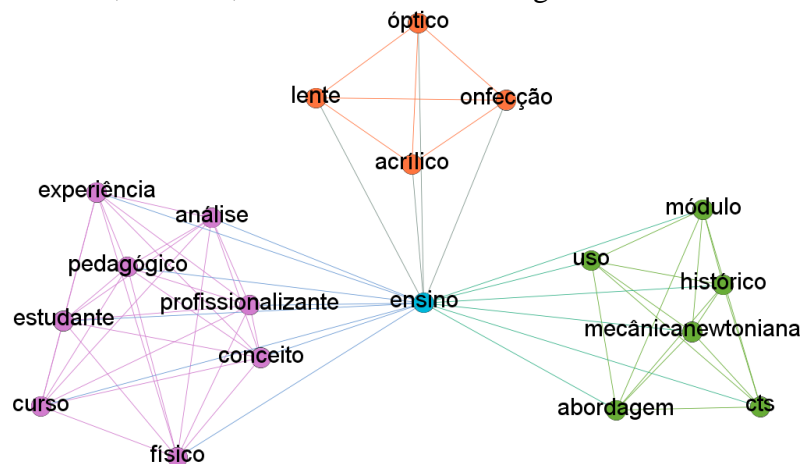 óptico
lente
onfecção
acrílico
experiência
análise
módulo
pedagógico
uso
histórico
profissionalizante
ensino
estudante
mecânicanewtoniana
conceito
curso
abordagem
cts
físico